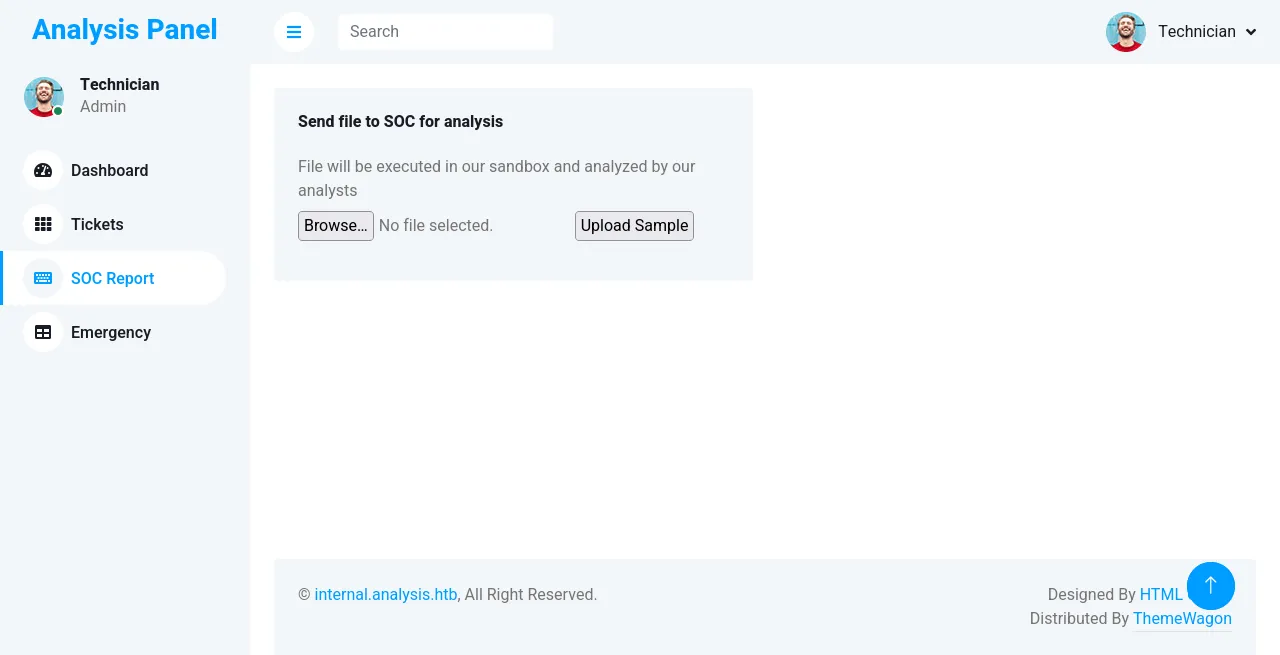 Analysis Panel
Search
Technician
Technician
Admin
Dashboard
Tickets
SOC Report
Emergency
Send file to SOC for analysis
File will be executed in our sandbox and analyzed by our
analysts
Browse... No file selected.
Upload Sample
© internal.analysis.htb, All Right Reserved.
Designed By HTML
Distributed By ThemeWagon